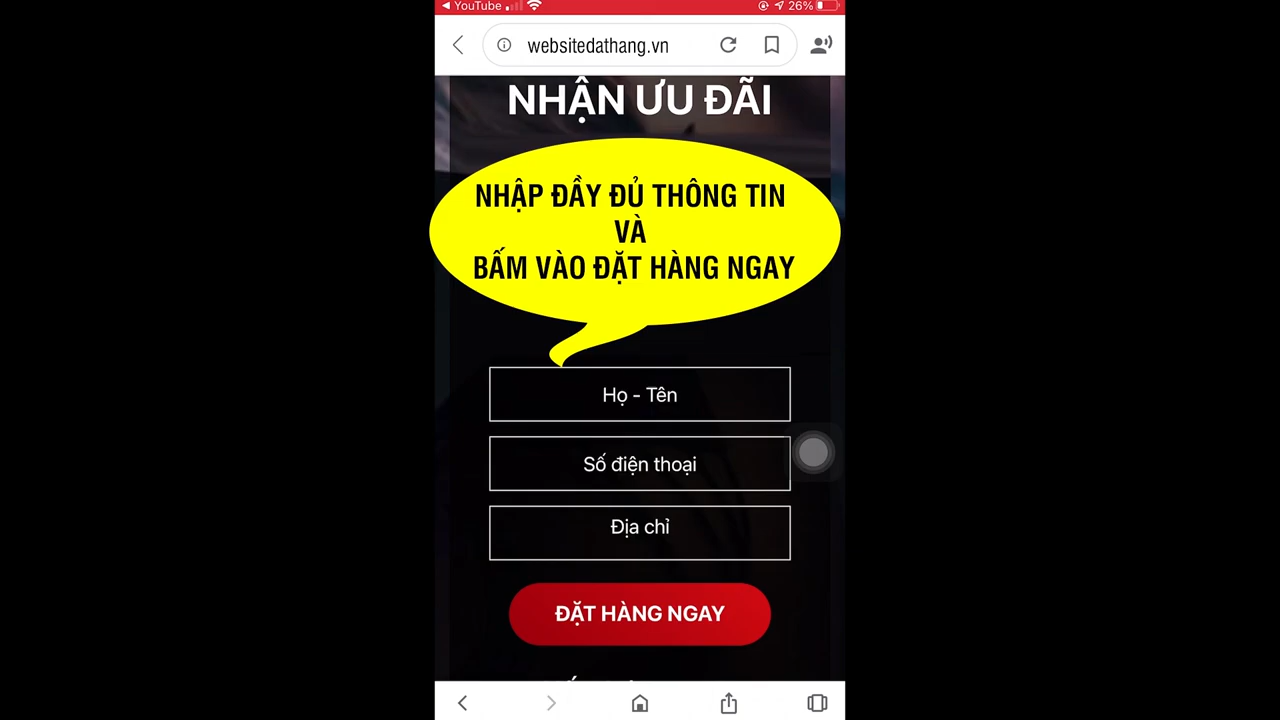 YouTube
26%
websitedathang.vn
NHẬN ƯU ĐÃI
NHẬP ĐẦY ĐỦ THÔNG TIN
VÀ
BẤM VÀO ĐẶT HÀNG NGAY
Họ - Tên
Số điện thoại
Địa chỉ
ĐẶT HÀNG NGAY